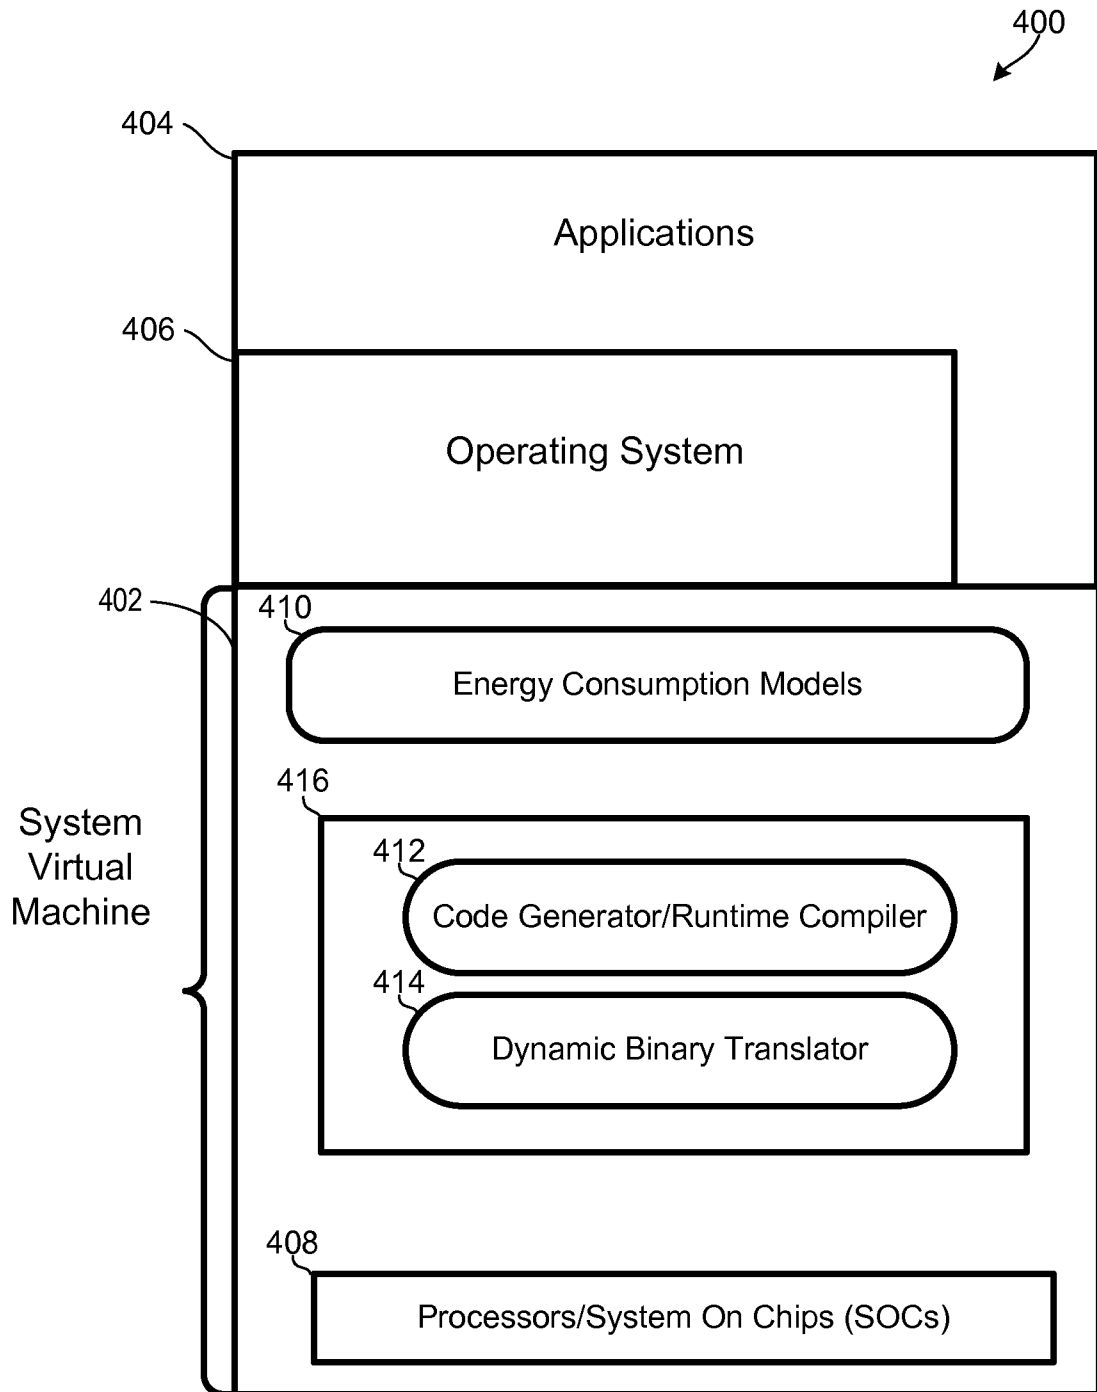 400
404
Applications
406
Operating System
402
410
Energy Consumption Models
416
System
Virtual
Machine
412
Code Generator/Runtime Compiler
414
Dynamic Binary Translator
408
Processors/System On Chips (SOCs)